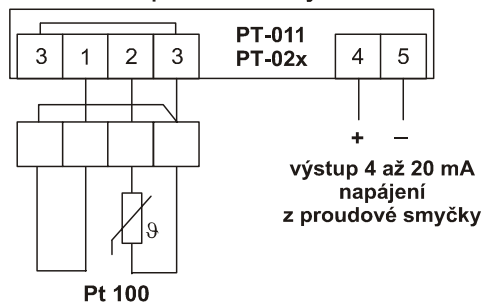 PT-011
PT-02x
3 1 2 3 4 5
+ –
výstup 4 až 20 mA
napájení
z proudové smyčky
ϑ
Pt 100